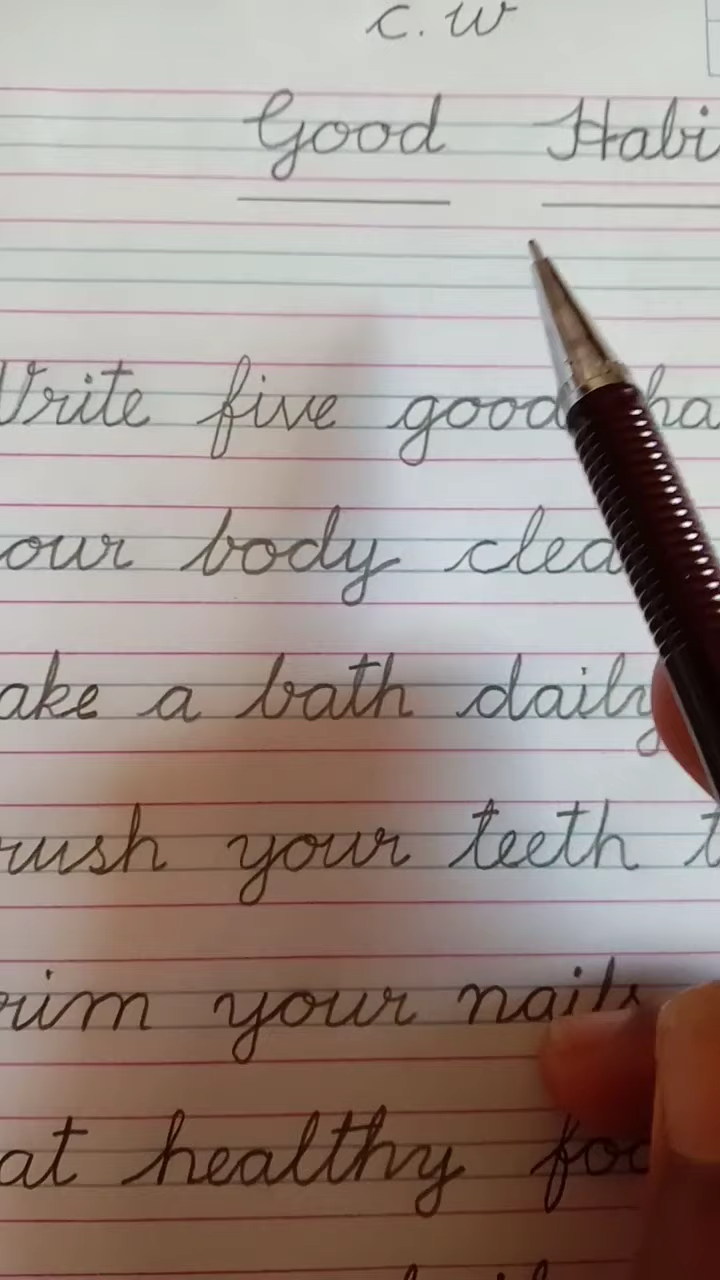 c.w
Good Habi
Write five good ha
our body clea
ake a bath daily
rush your teeth t
rim your nails
at healthy foo